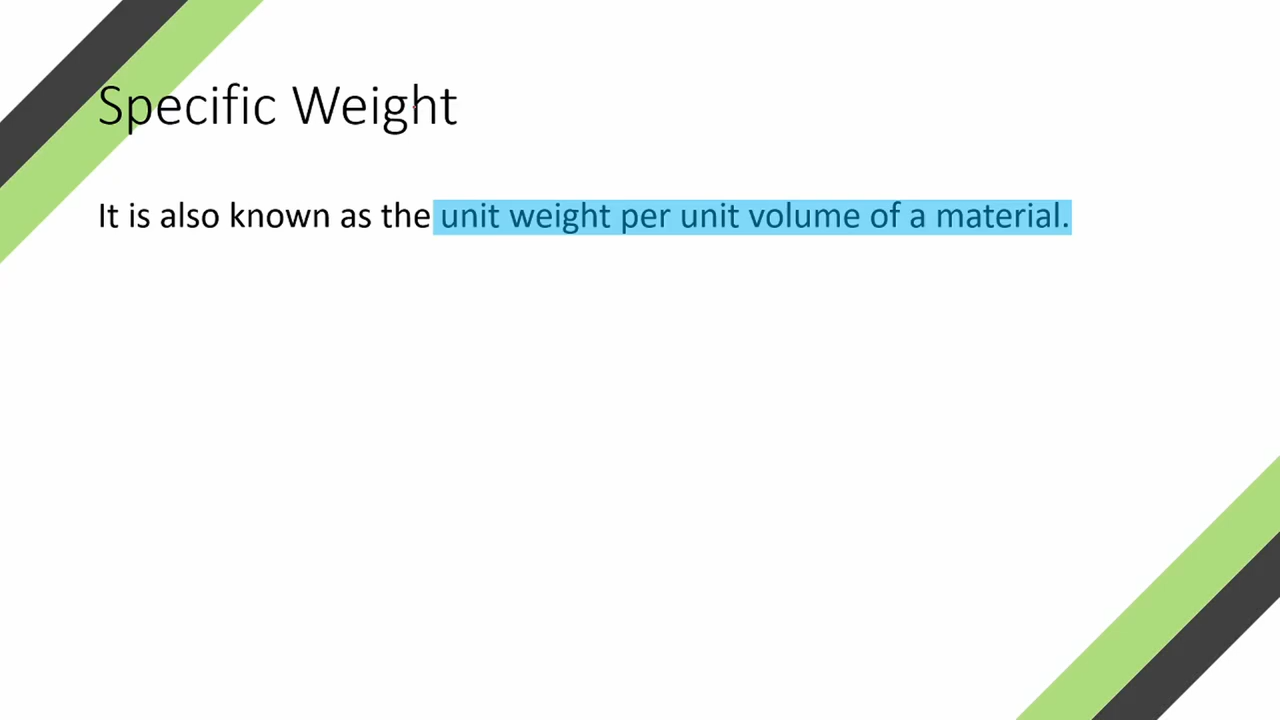 Specific Weight
It is also known as the unit weight per unit volume of a material.